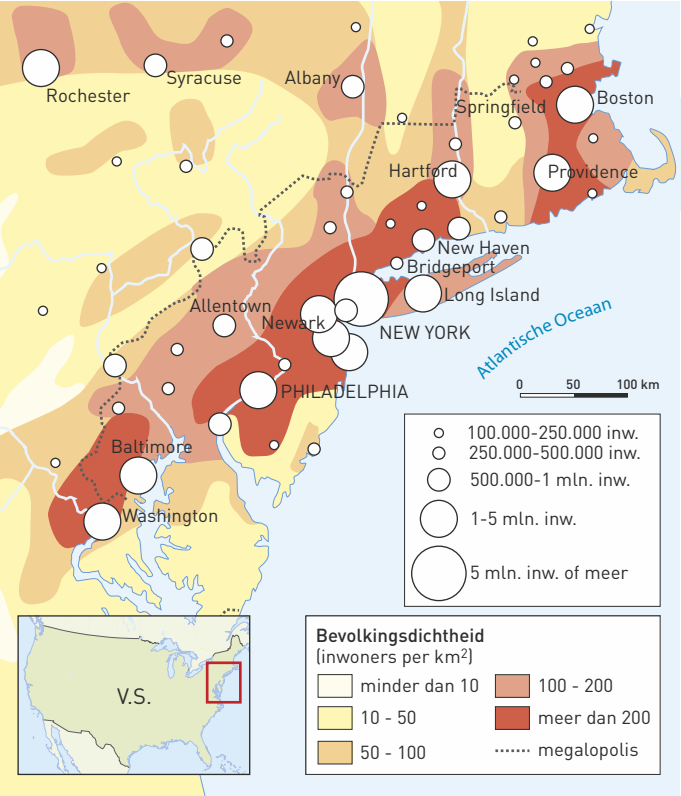 Rochester
Syracuse
Albany
Springfield
Boston
Hartford
Providence
New Haven
Bridgeport
Long Island
Allentown
Newark
NEW YORK
Atlantische Oceaan
PHILADELPHIA
Baltimore
Washington
0 50 100 km
100.000-250.000 inw.
250.000-500.000 inw.
500.000-1 mln. inw.
1-5 mln. inw.
5 mln. inw. of meer
V.S.
Bevolkingsdichtheid
(inwoners per km²)
minder dan 10
10 - 50
50 - 100
100 - 200
meer dan 200
megalopolis